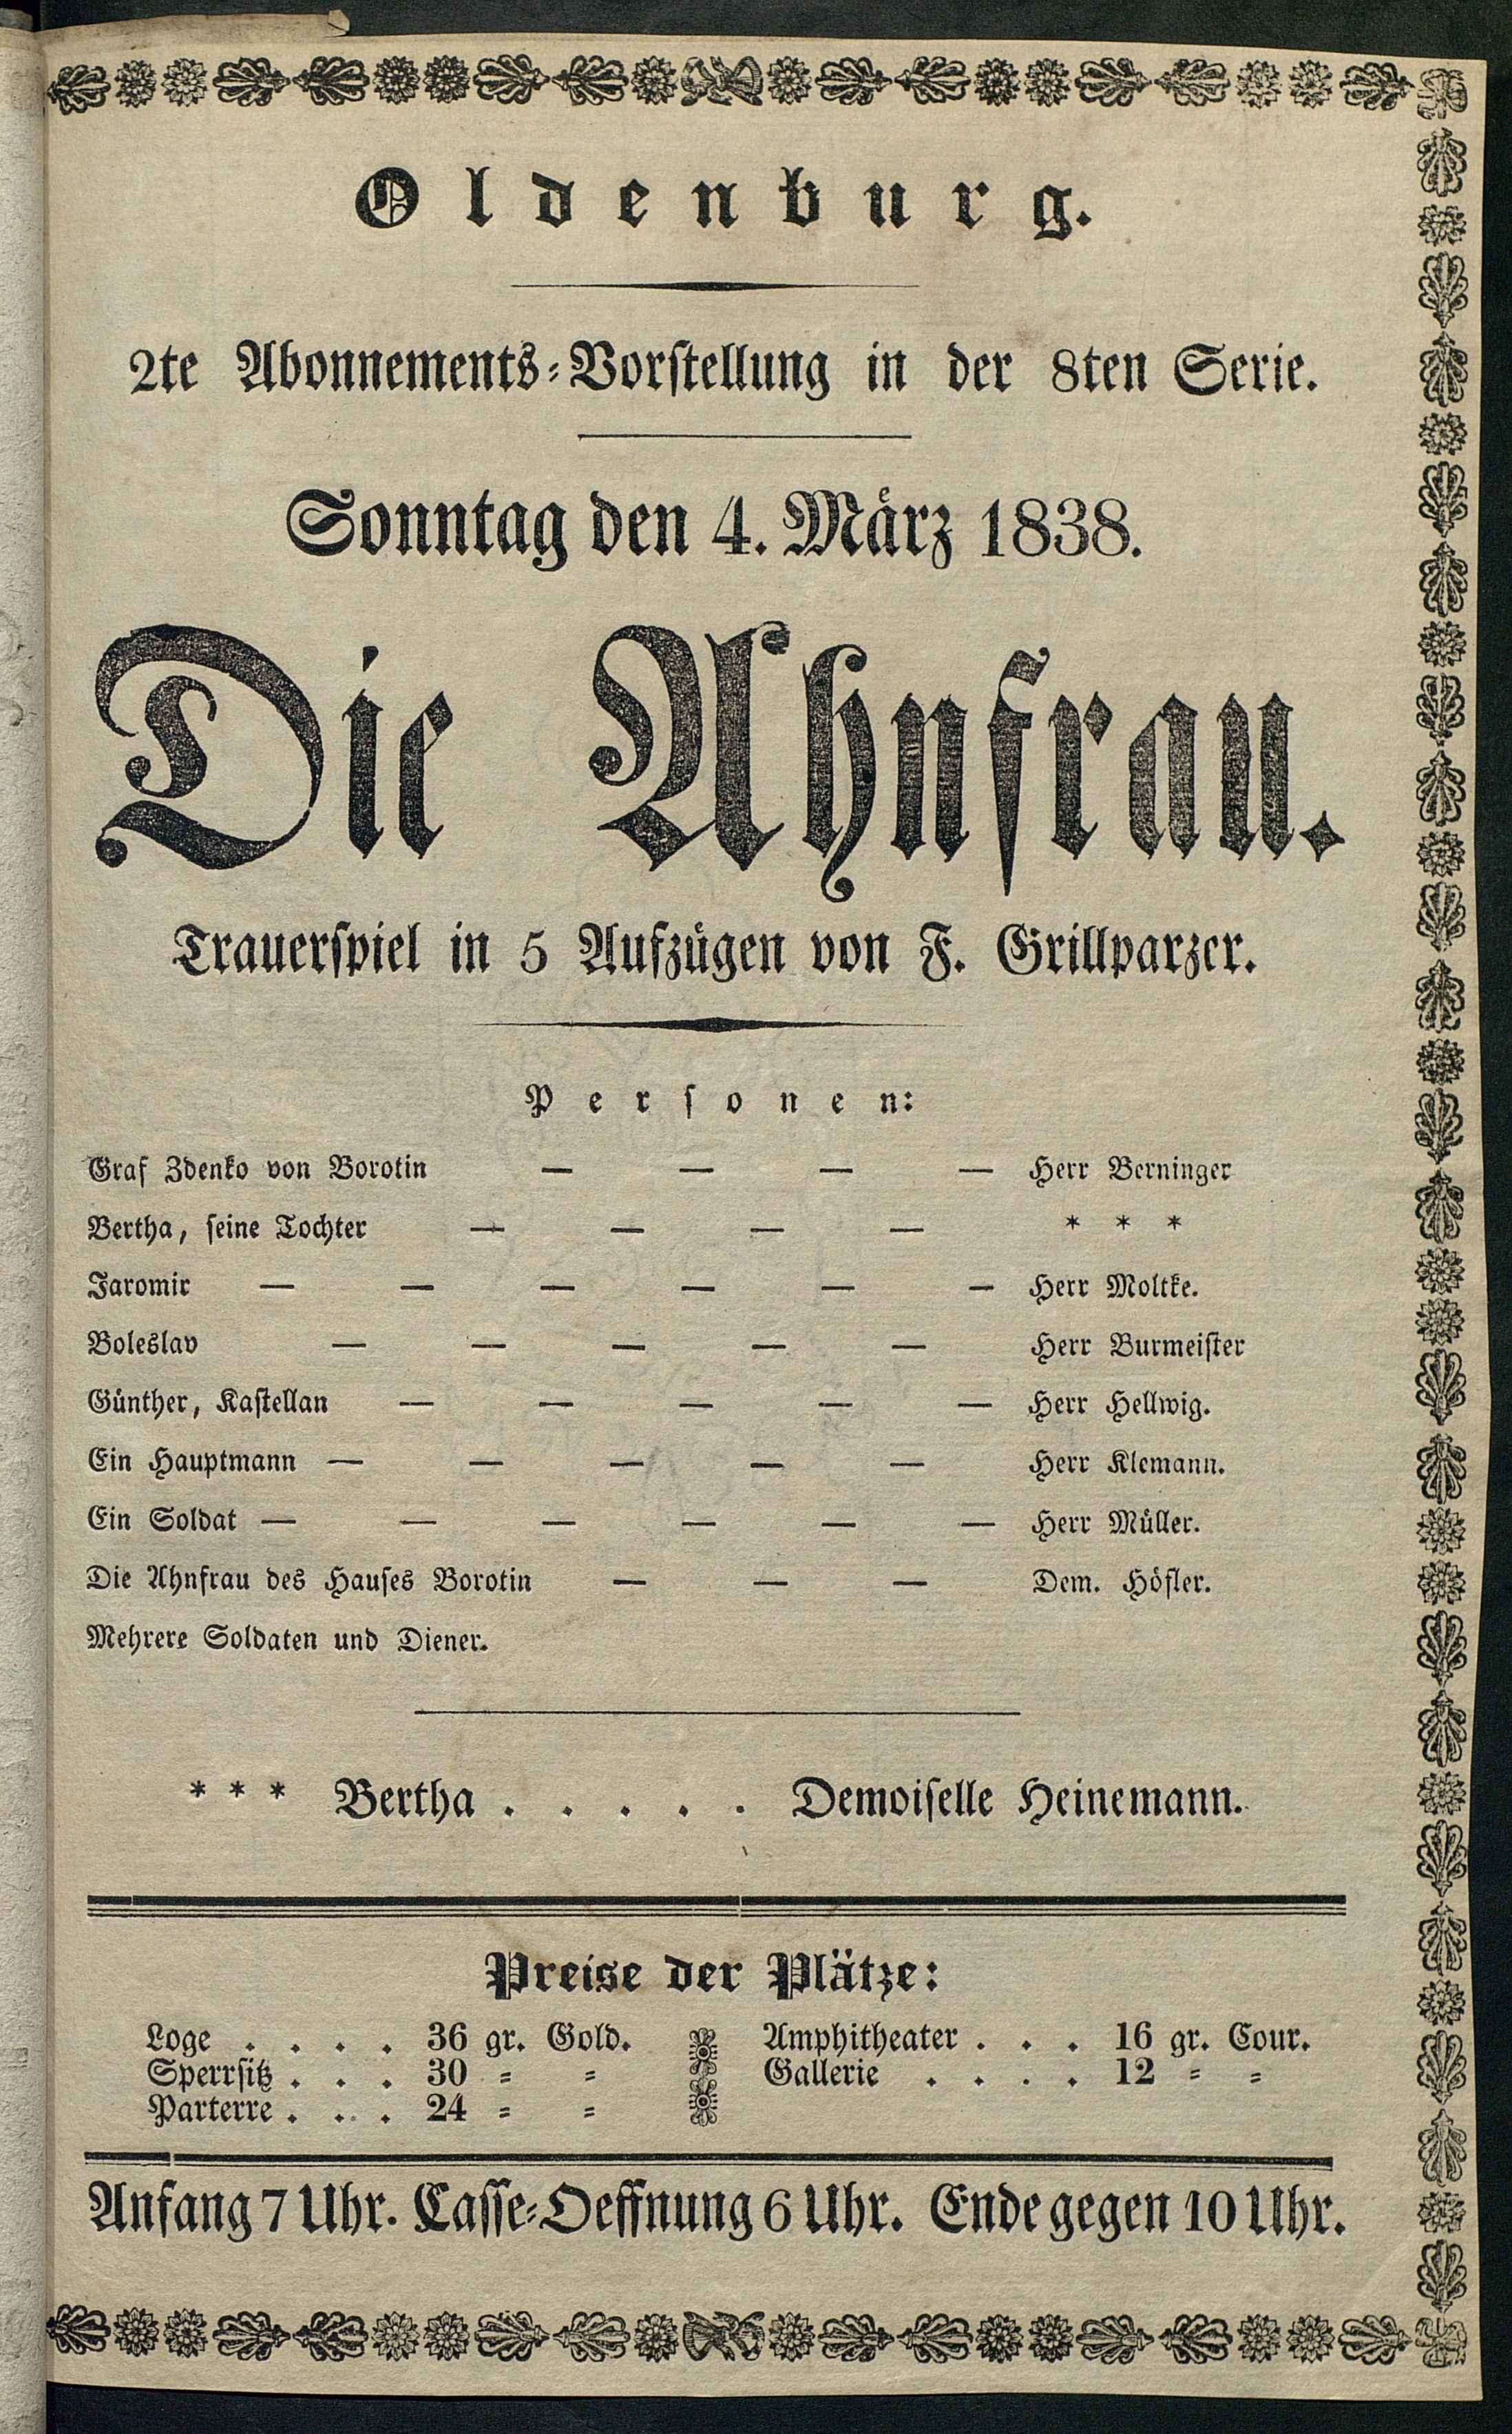 Oldenburg.
2te Abonnements-Vorstellung in der 8ten Serie.
Sonntag den 4. März 1838.
Die Ahnfrau.
Trauerspiel in 5 Aufzügen von F. Grillparzer.
Personen:
Graf Zdenko von Borotin — — — — Herr Berninger
Bertha, seine Tochter — — — — * * *
Jaromir — — — — — — Herr Moltke.
Boleslav — — — — — Herr Burmeister
Günther, Kastellan — — — — — Herr Hellwig.
Ein Hauptmann — — — — — Herr Klemann.
Ein Soldat — — — — — — Herr Müller.
Die Ahnfrau des Hauses Borotin — — — Dem. Höfler.
Mehrere Soldaten und Diener.
* * * Bertha . . . . . Demoiselle Heinemann.
Preise der Plätze:
Loge . . . . 36 gr. Gold. Amphitheater . . . 16 gr. Cour.
Sperrsitz . . . 30 = = Gallerie . . . . 12 = =
Parterre . . . 24 = =
Anfang 7 Uhr. Casse-Oeffnung 6 Uhr. Ende gegen 10 Uhr.